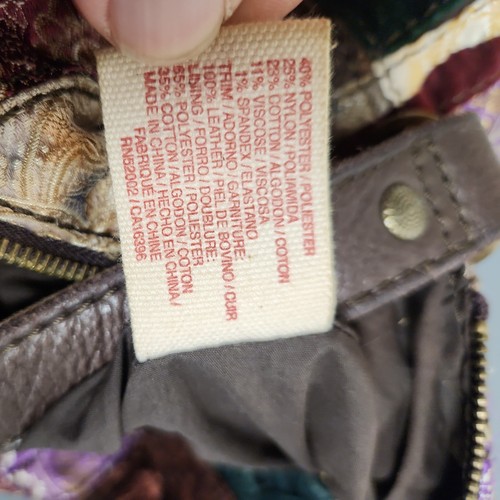 40% POLYESTER / POLIESTER
25% NYLON / POLIAMIDA
23% COTTON / ALGODON / COTON
11% VISCOSE / VISCOSA
1% SPANDEX / ELASTANO
TRIM / ADORNO / GARNITURE:
100% LEATHER / PIEL DE BOVINO / CUIR
LINING / FORRO / DOUBLURE:
65% POLYESTER / POLIESTER
35% COTTON / ALGODON / COTON
MADE IN CHINA / HECHO EN CHINA /
FABRIQUE EN CHINE
RN52002 / CA16396